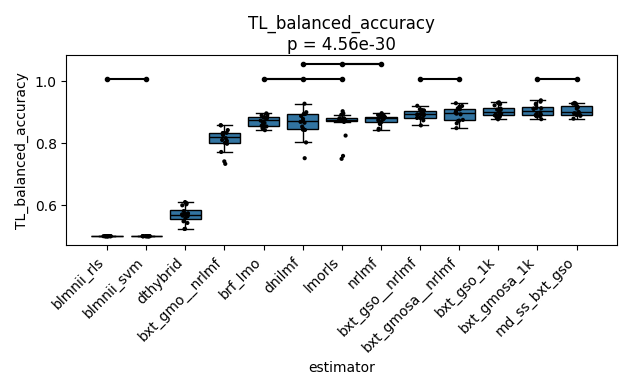 TL_balanced_accuracy
p = 4.56e-30
TL_balanced_accuracy
1.0
0.8
0.6
blmnii_rls
blmnii_svm
dthybrid
bxt_gmo__nrlmf
brf_lmo
dnilmf
lmorls
nrlmf
bxt_gso__nrlmf
bxt_gmosa__nrlmf
bxt_gso_1k
bxt_gmosa_1k
md_ss_bxt_gso
estimator